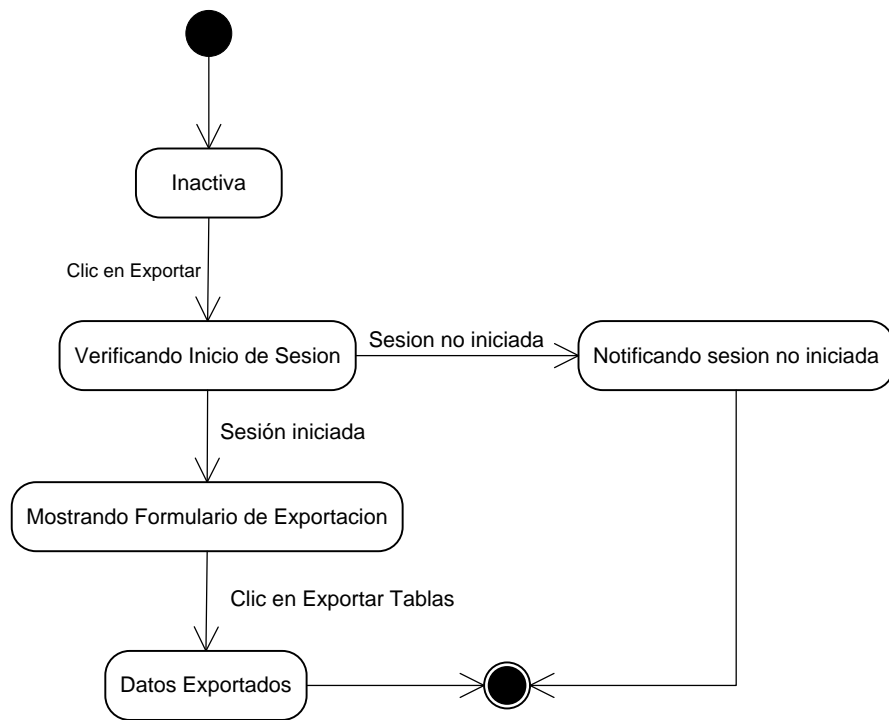 Inactiva
Clic en Exportar
Verificando Inicio de Sesion
Sesion no iniciada
Notificando sesion no iniciada
Sesión iniciada
Mostrando Formulario de Exportacion
Clic en Exportar Tablas
Datos Exportados